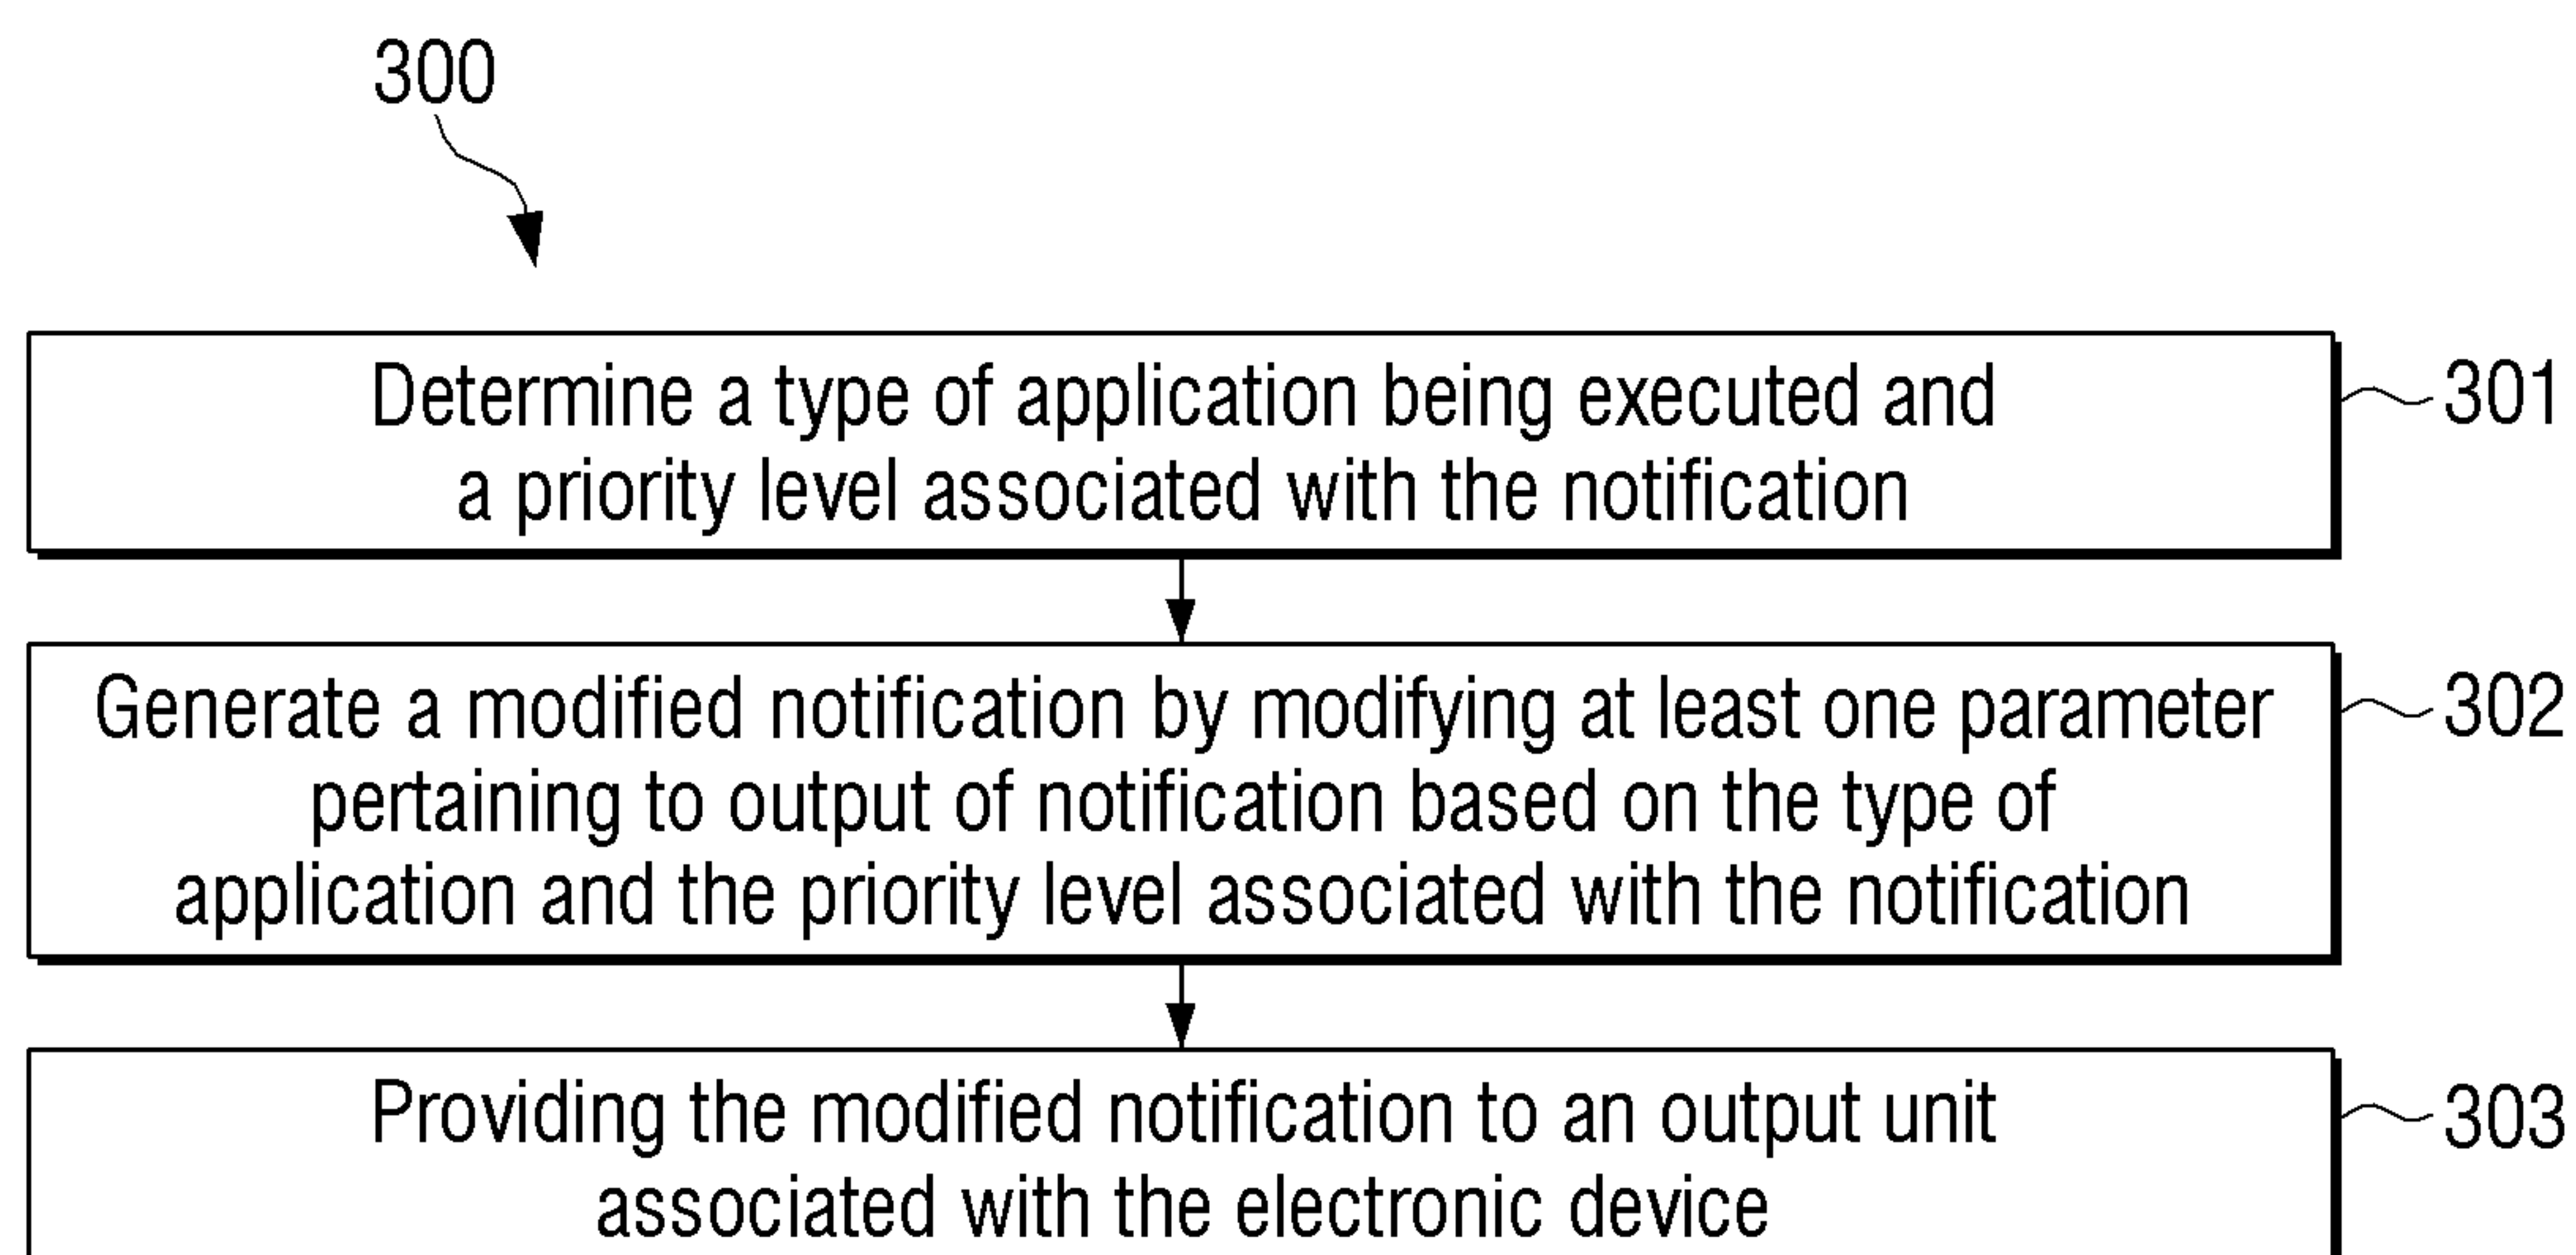 300
Determine a type of application being executed and
a priority level associated with the notification
301
Generate a modified notification by modifying at least one parameter
pertaining to output of notification based on the type of
application and the priority level associated with the notification
302
Providing the modified notification to an output unit
associated with the electronic device
303